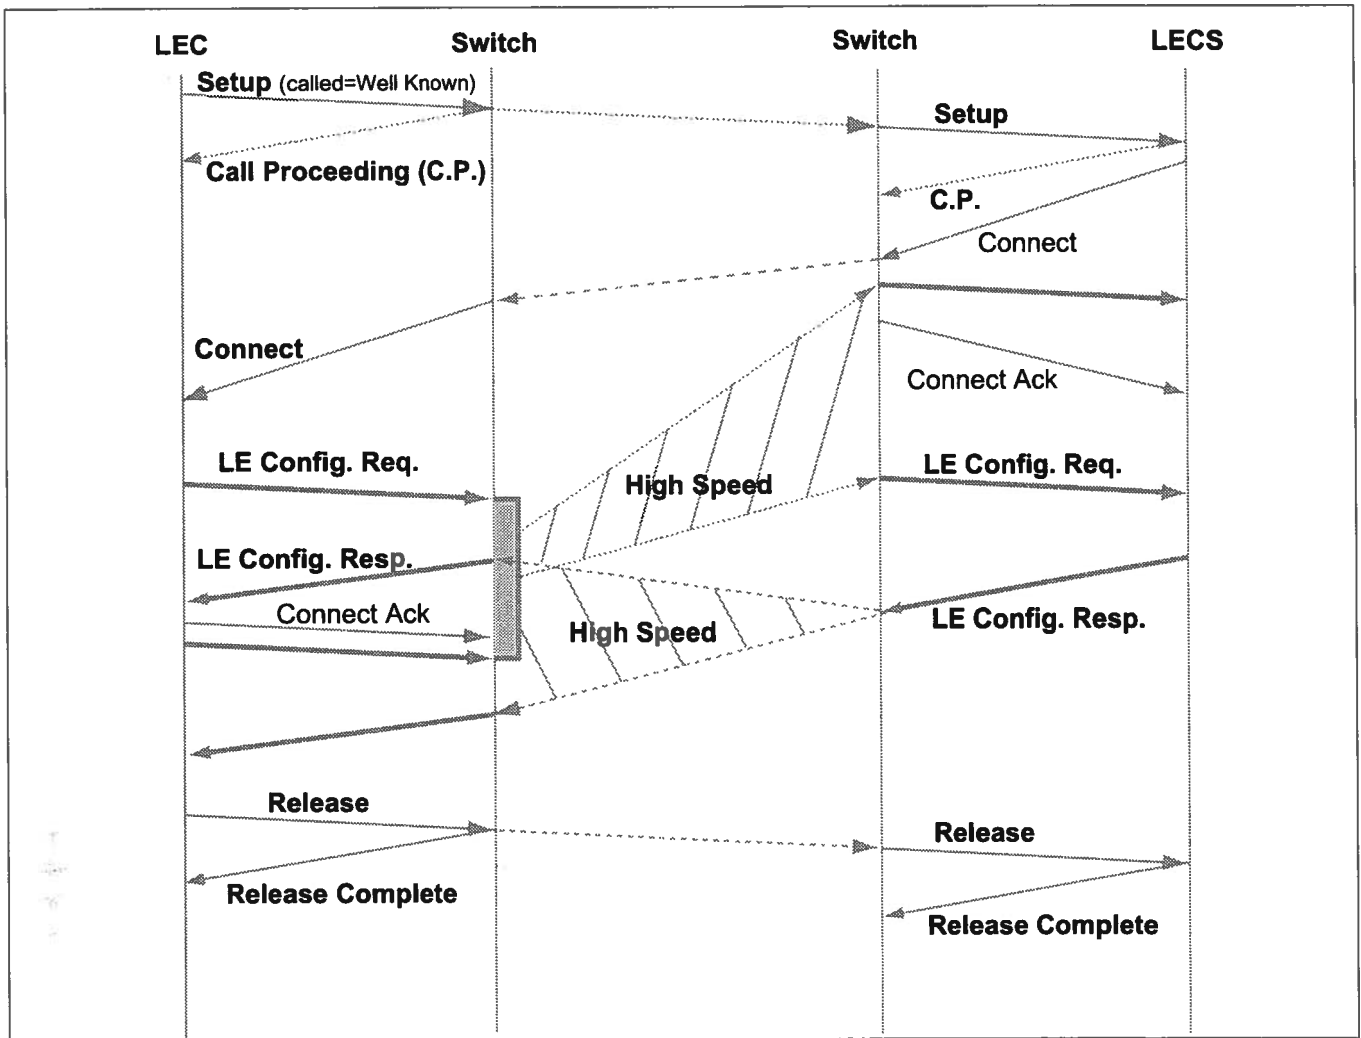 LEC
Switch
Switch
LECS
Setup (called=Well Known)
Setup
Call Proceeding (C.P.)
C.P.
Connect
Connect
Connect Ack
LE Config. Req.
High Speed
LE Config. Req.
LE Config. Resp.
Connect Ack
High Speed
LE Config. Resp.
Release
Release
Release Complete
Release Complete